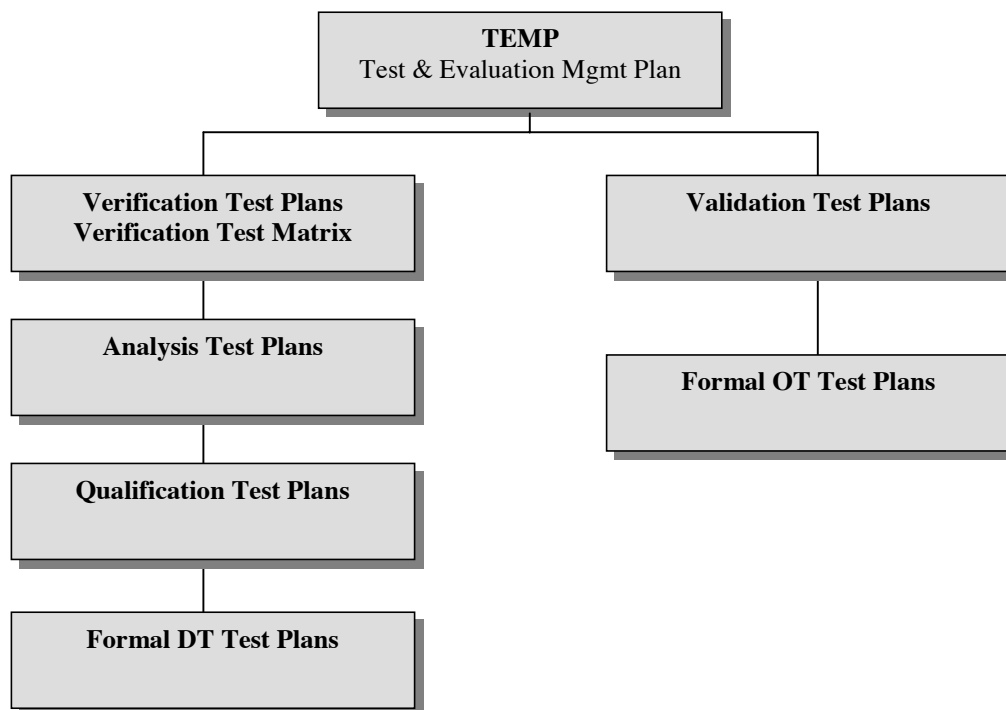 TEMP
Test & Evaluation Mgmt Plan
Verification Test Plans
Verification Test Matrix
Validation Test Plans
Analysis Test Plans
Formal OT Test Plans
Qualification Test Plans
Formal DT Test Plans